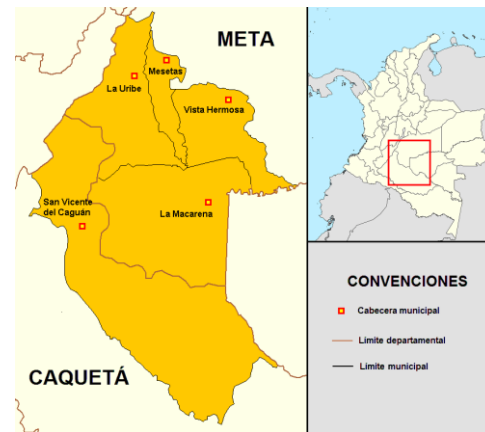 META
Mesetas
La Uribe
Vista Hermosa
San Vicente
del Caguán
La Macarena
CAQUETÁ
CONVENCIONES
Cabecera municipal
Límite departamental
Límite municipal